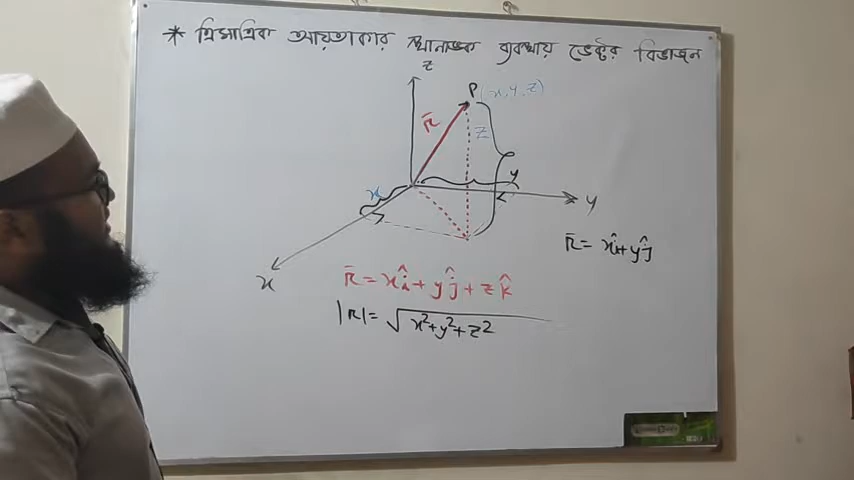 * ত্রিমাত্রিক আয়তাকার স্থানাঙ্ক ব্যবস্থায় ভেক্টর বিভাজন
z
P (x, y, z)
r̄
z
y
x
y
r̄ = xî + yĵ
x
r̄ = xî + yĵ + zk̂
|r| = √x²+y²+z²